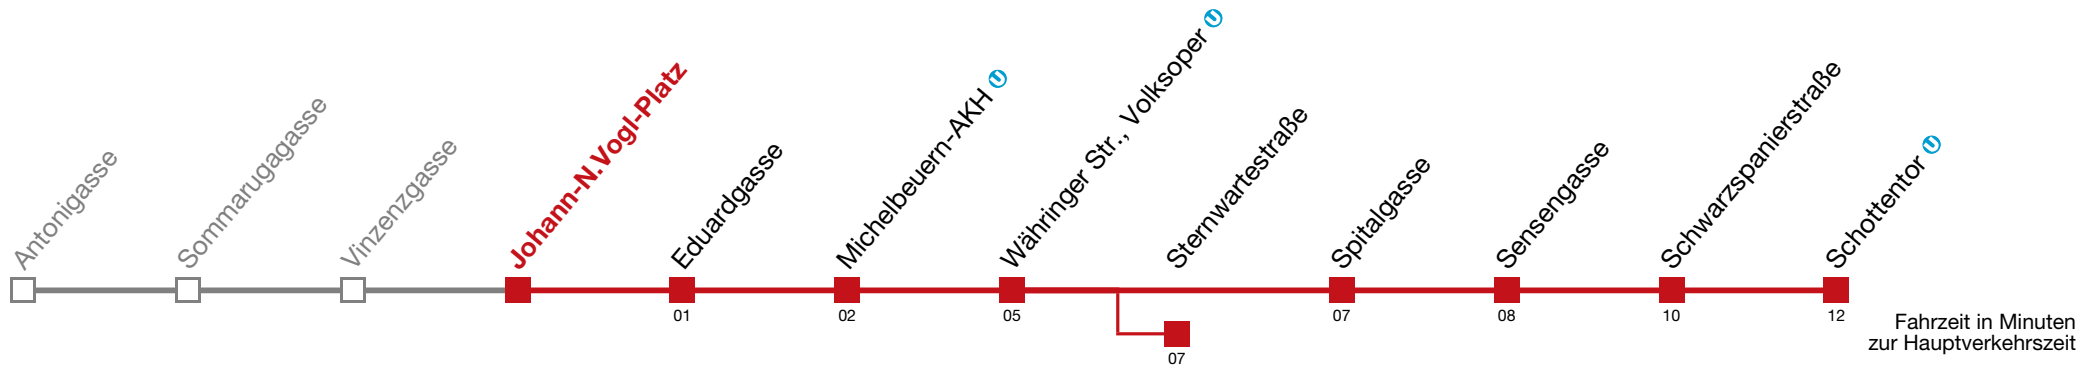 Antonigasse
Sommarugagasse
Vinzenzgasse
Johann-N.Vogl-Platz
Eduardgasse
Michelbeuern-AKH U
Währinger Str., Volksoper U
Sternwartestraße
Spitalgasse
Sensengasse
Schwarzspanierstraße
Schottentor U
01
02
05
07
07
08
10
12
Fahrzeit in Minuten
zur Hauptverkehrszeit